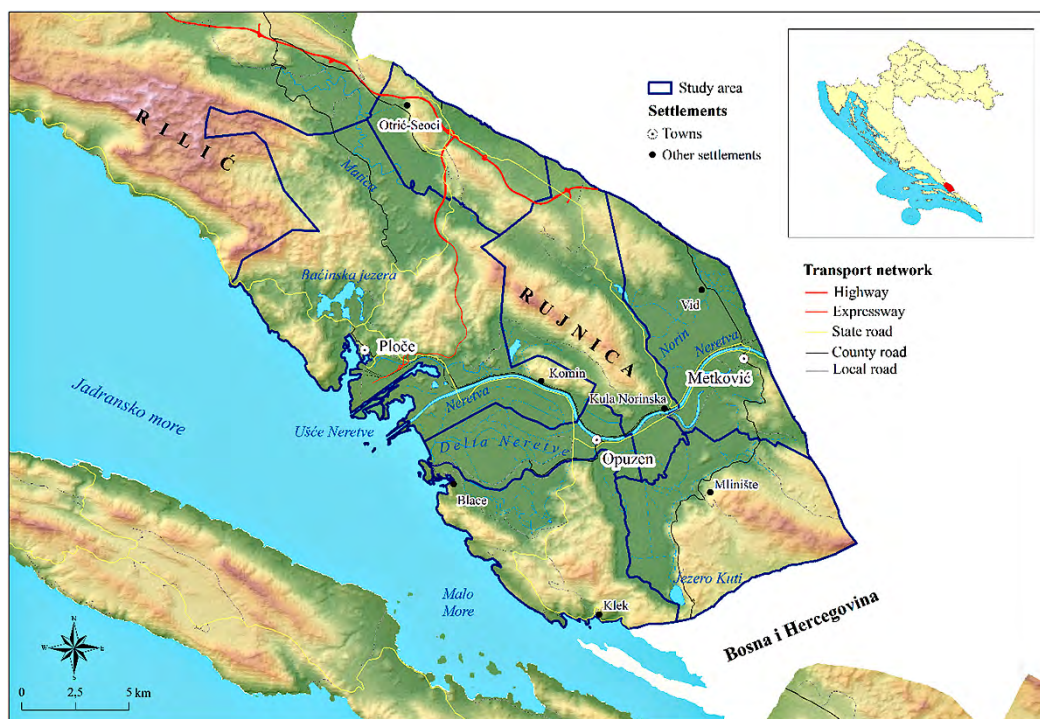 Study area
Settlements
Towns
Other settlements
Transport network
Highway
Expressway
State road
County road
Local road
Otrić-Seoci
RILIĆ
Matica
Baćinska jezera
RUJNICA
Vid
Norin
Neretva
Ploče
Metković
Komin
Kula Norinska
Jadransko more
Neretva
Ušće Neretve
Delta Neretve
Opuzen
Blace
Mlinište
Jezero Kuti
Malo
More
Klek
Bosna i Hercegovina
N
W
E
S
0 2,5 5 km